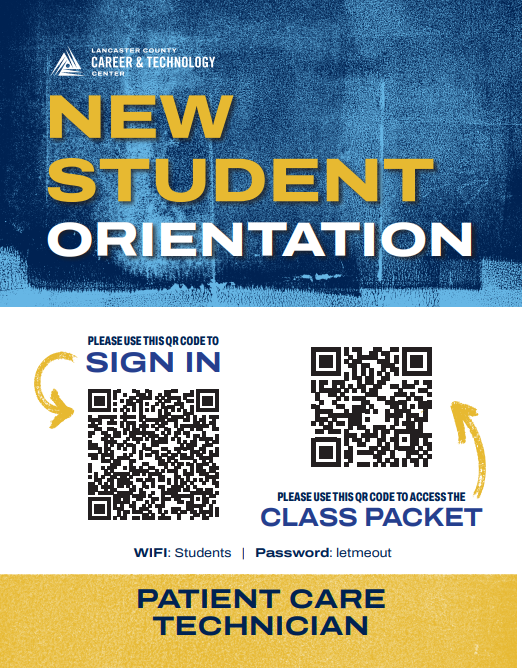 LANCASTER COUNTY
CAREER & TECHNOLOGY
CENTER
NEW
STUDENT
ORIENTATION
PLEASE USE THIS QR CODE TO
SIGN IN
PLEASE USE THIS QR CODE TO ACCESS THE
CLASS PACKET
WIFI: Students | Password: letmeout
PATIENT CARE
TECHNICIAN